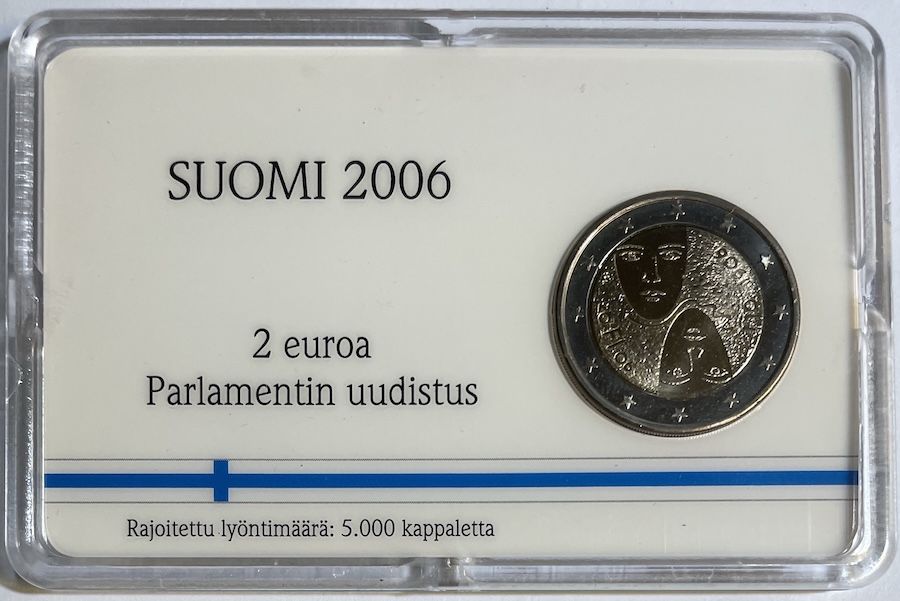 SUOMI 2006
2 euroa
Parlamentin uudistus
Rajoitettu lyöntimäärä: 5.000 kappaletta